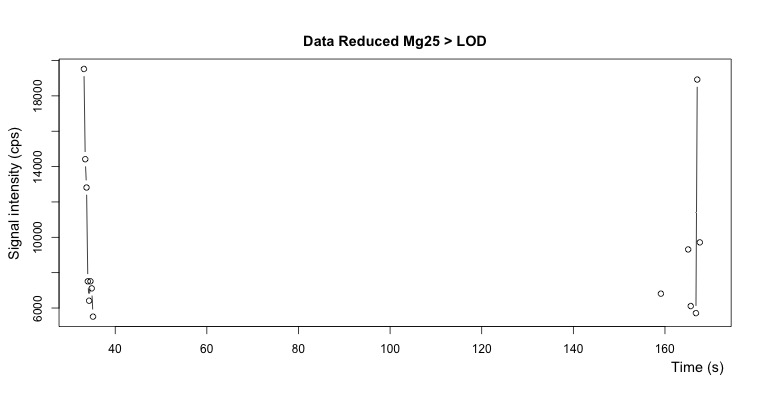 Data Reduced Mg25 > LOD
Signal intensity (cps)
18000
14000
10000
6000
40 60 80 100 120 140 160
Time (s)